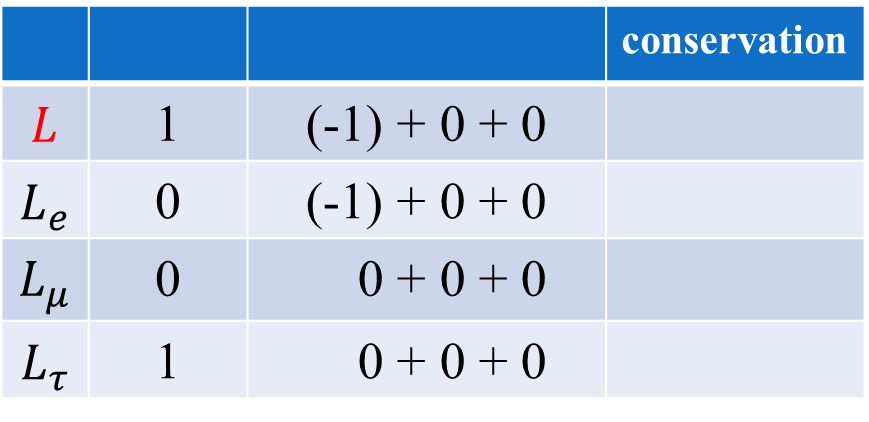 conservation
L 1 (-1) + 0 + 0
Lₑ 0 (-1) + 0 + 0
L_μ 0 0 + 0 + 0
L_τ 1 0 + 0 + 0